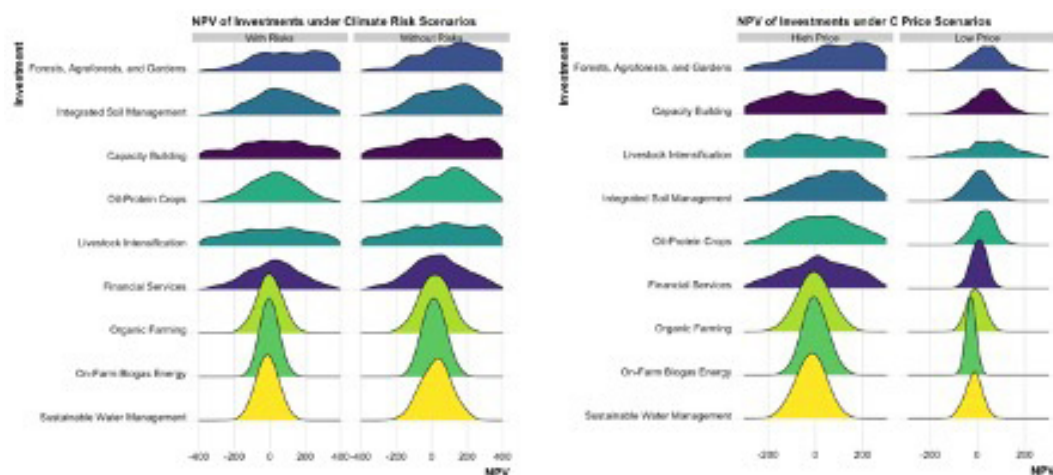 NPV of Investments under Climate Risk Scenarios
With Risks
Without Risks
Investment
Forests, Agroforests, and Gardens
Integrated Soil Management
Capacity Building
Oil-Protein Crops
Livestock Intensification
Financial Services
Organic Farming
On-Farm Biogas Energy
Sustainable Water Management
-400 -200 0 200 400-400 -200 0 200 400
NPV
NPV of Investments under C Price Scenarios
High Price
Low Price
Investment
Forests, Agroforests, and Gardens
Capacity Building
Livestock Intensification
Integrated Soil Management
Oil-Protein Crops
Financial Services
Organic Farming
On-Farm Biogas Energy
Sustainable Water Management
-200 0 200 -200 0 200
NPV